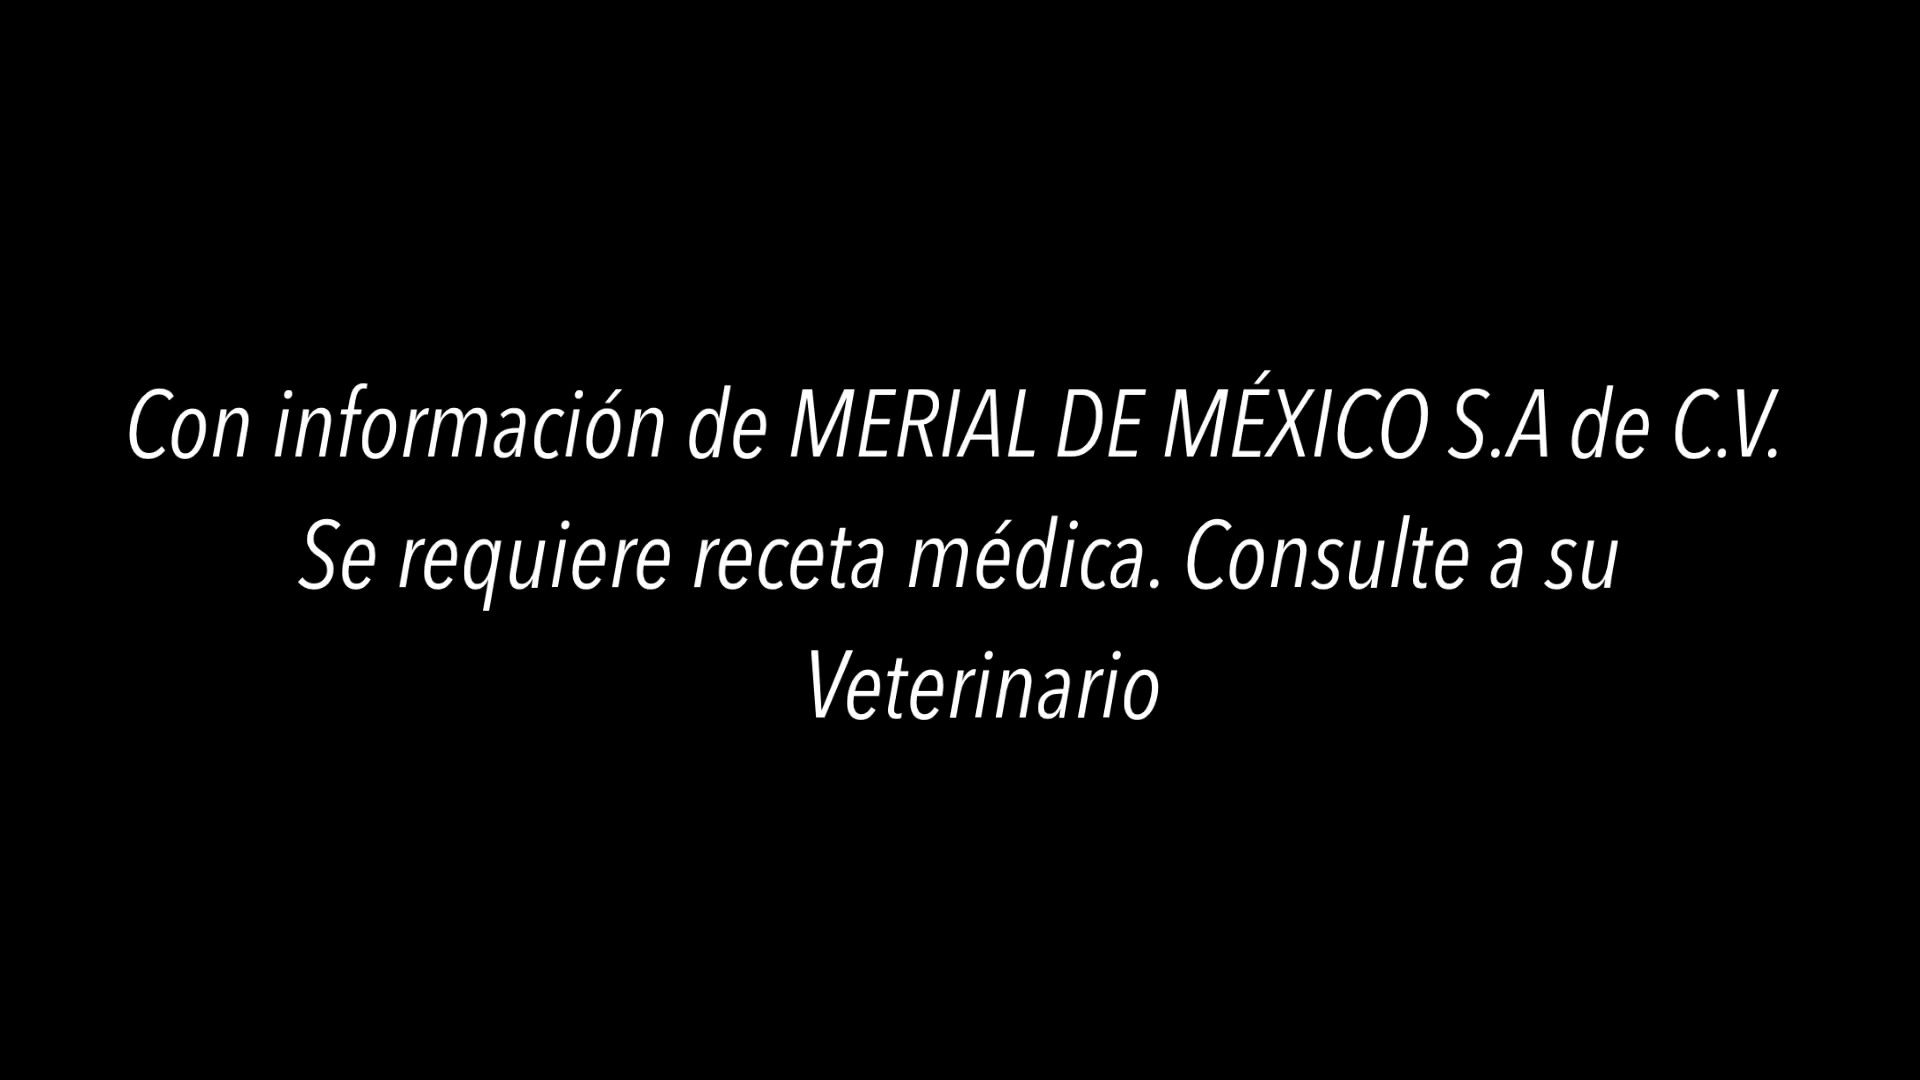 Con información de MERIAL DE MÉXICO S.A de C.V.
Se requiere receta médica. Consulte a su
Veterinario